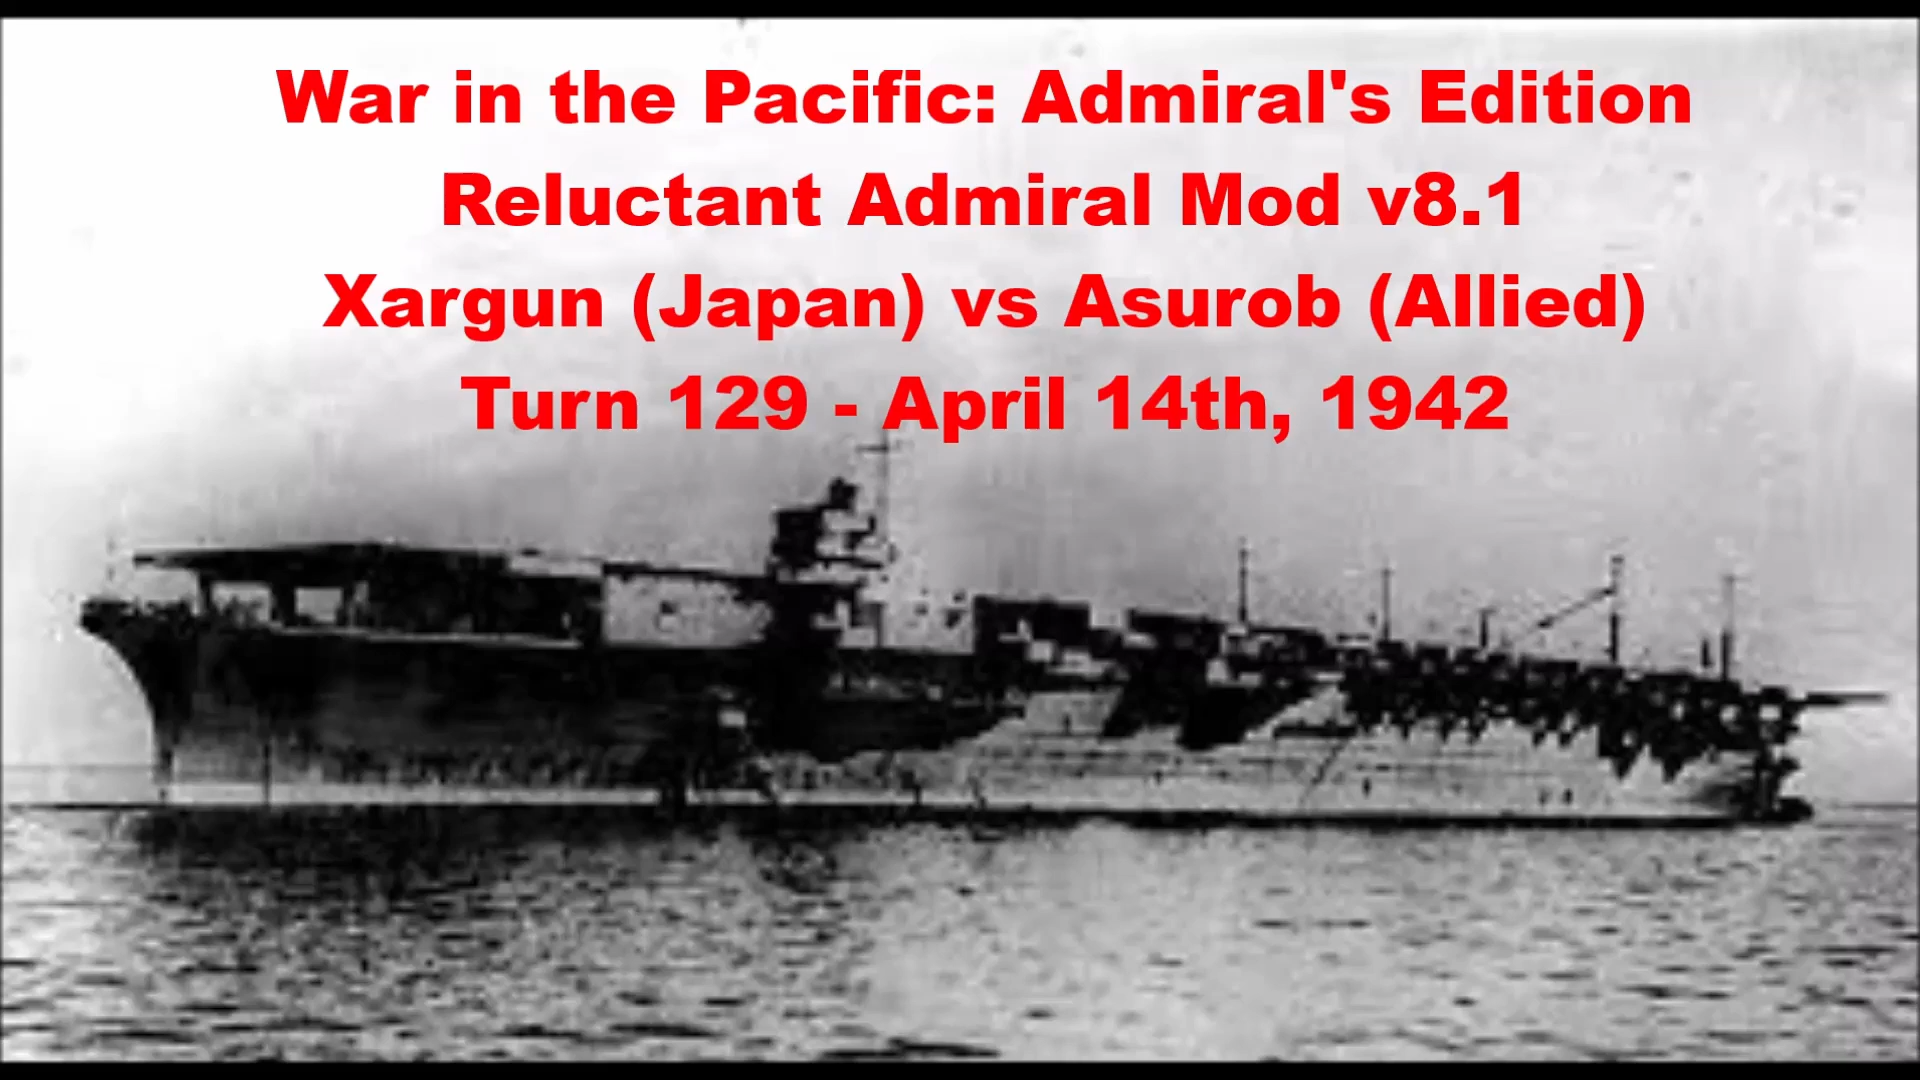 War in the Pacific: Admiral's Edition
Reluctant Admiral Mod v8.1
Xargun (Japan) vs Asurob (Allied)
Turn 129 - April 14th, 1942